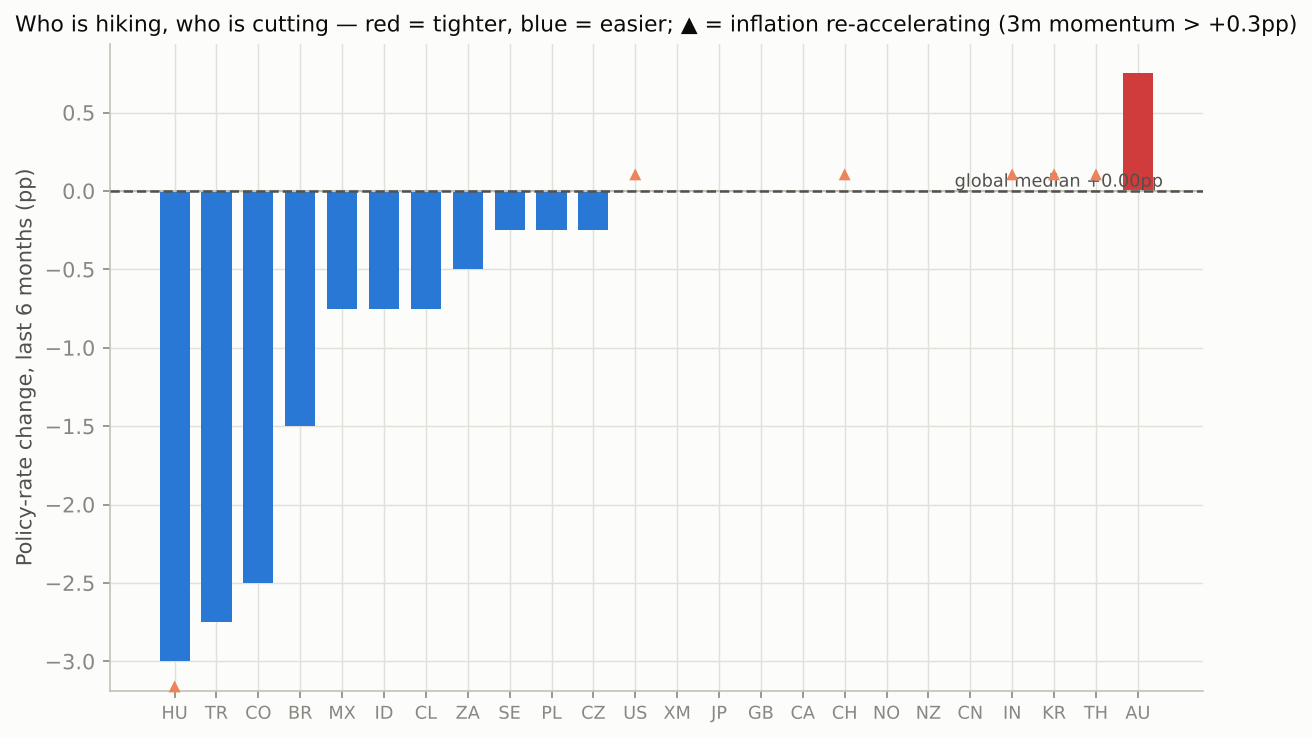 Who is hiking, who is cutting — red = tighter, blue = easier; ▲ = inflation re-accelerating (3m momentum > +0.3pp)
Policy-rate change, last 6 months (pp)
0.5
0.0
−0.5
−1.0
−1.5
−2.0
−2.5
−3.0
global median +0.00pp
HU TR CO BR MX ID CL ZA SE PL CZ US XM JP GB CA CH NO NZ CN IN KR TH AU